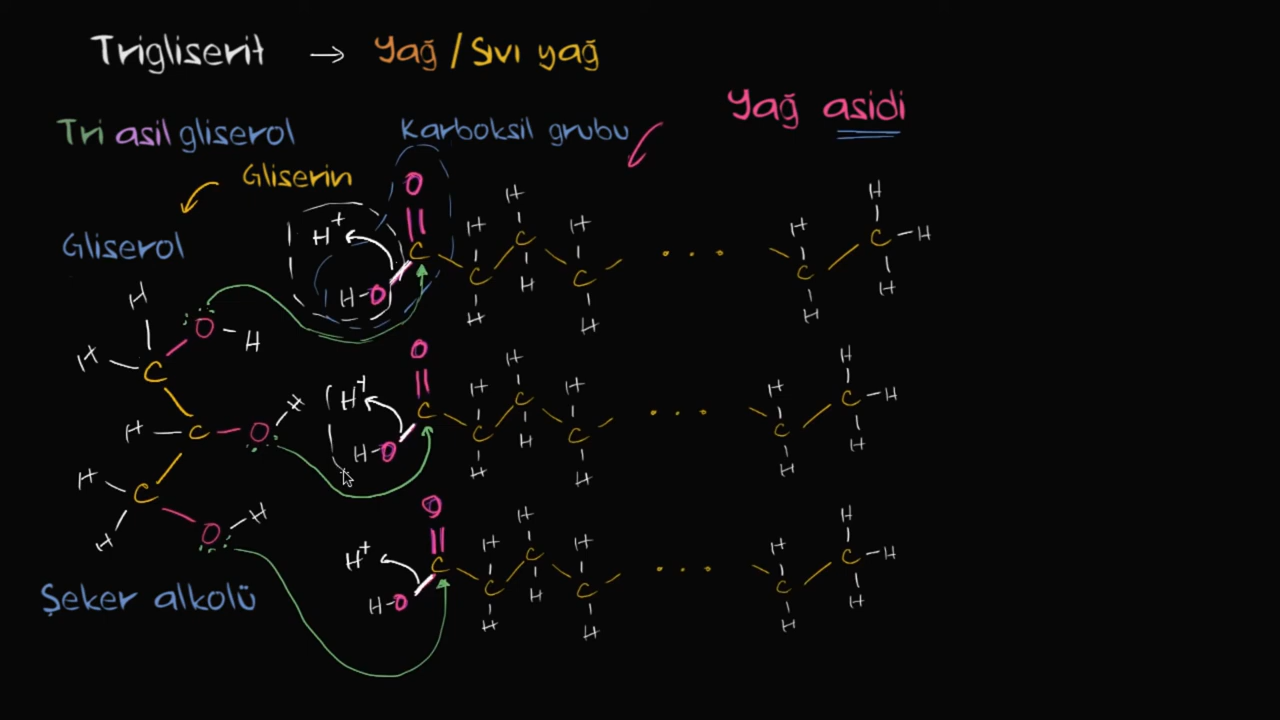 Trigliserit → Yağ / Sıvı yağ
Yağ asidi
Tri asil gliserol
Karboksil grubu
Gliserin
Gliserol
Şeker alkolü
O
H+
H-O
C C C C ... C C
H H H H H H H H H H H
H H C O H
H C O H
H H C O H
O
H+
H-O
C C C C ... C C
H H H H H H H H H H H
O
H+
H-O
C C C C ... C C
H H H H H H H H H H H